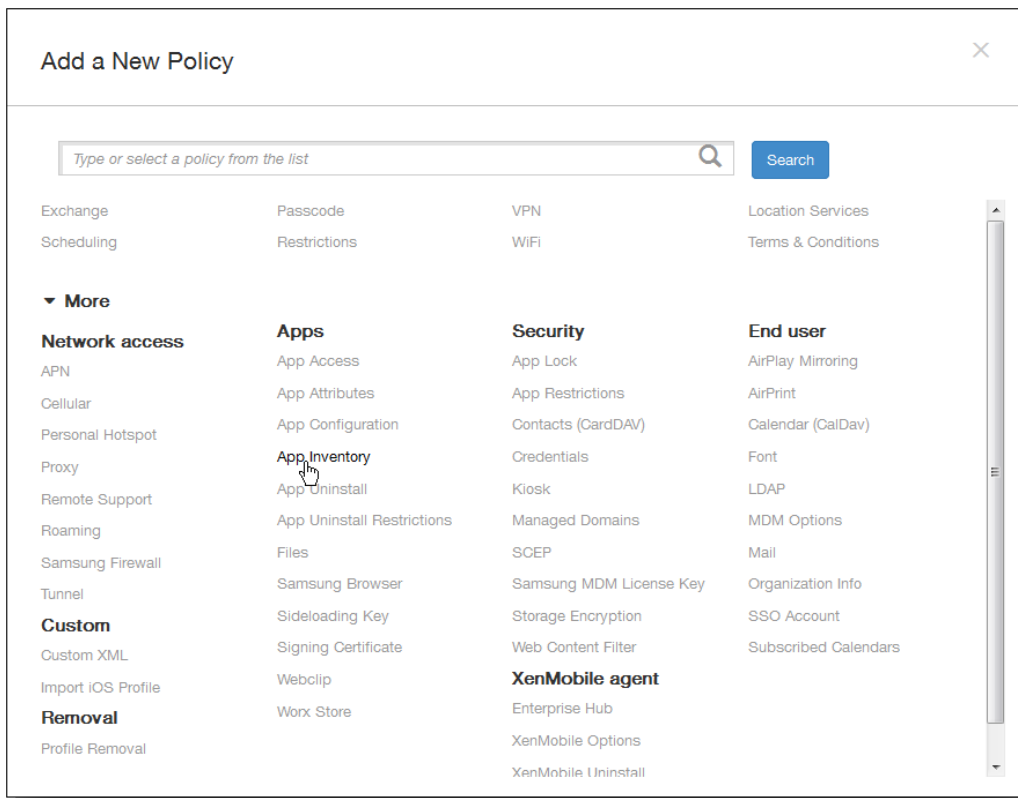 Add a New Policy
Type or select a policy from the list
Search
Exchange
Passcode
VPN
Location Services
Scheduling
Restrictions
WiFi
Terms & Conditions
More
Network access
APN
Cellular
Personal Hotspot
Proxy
Remote Support
Roaming
Samsung Firewall
Tunnel
Custom
Custom XML
Import iOS Profile
Removal
Profile Removal
Apps
App Access
App Attributes
App Configuration
App Inventory
App Uninstall
App Uninstall Restrictions
Files
Samsung Browser
Sideloading Key
Signing Certificate
Webclip
Worx Store
Security
App Lock
App Restrictions
Contacts (CardDAV)
Credentials
Kiosk
Managed Domains
SCEP
Samsung MDM License Key
Storage Encryption
Web Content Filter
XenMobile agent
Enterprise Hub
XenMobile Options
XenMobile Uninstall
End user
AirPlay Mirroring
AirPrint
Calendar (CalDav)
Font
LDAP
MDM Options
Mail
Organization Info
SSO Account
Subscribed Calendars